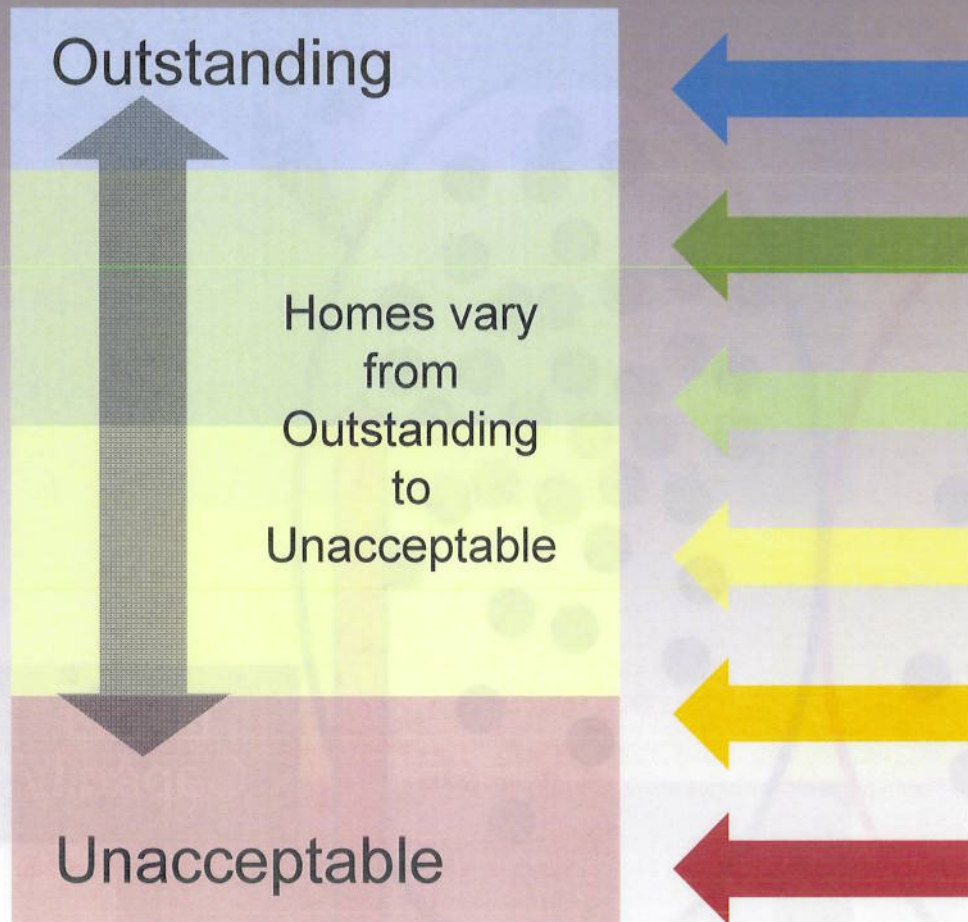 Outstanding
Homes vary
from
Outstanding
to
Unacceptable
Unacceptable